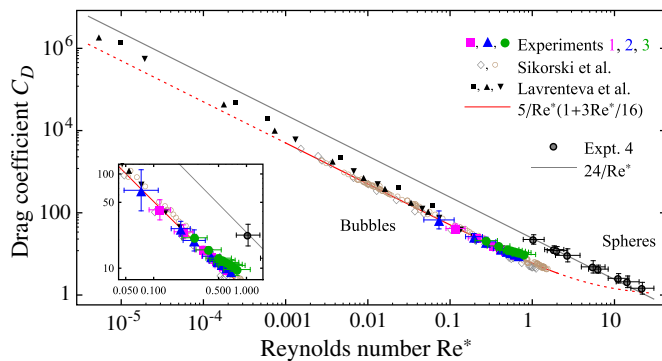 Drag coefficient C_D
10^6
10^4
100
1
Experiments 1, 2, 3
Sikorski et al.
Lavrenteva et al.
5/Re*(1+3Re*/16)
Expt. 4
24/Re*
Bubbles
Spheres
100
50
10
0.050 0.100 0.500 1.00
10^-5 10^-4 0.001 0.01 0.1 1 10
Reynolds number Re*